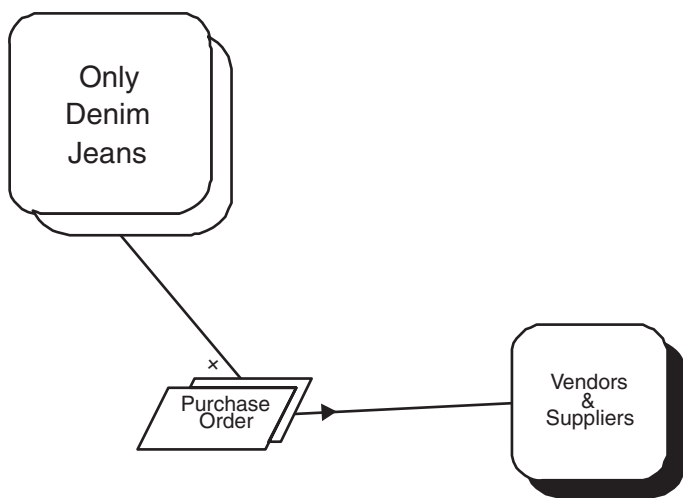 Only
Denim
Jeans
×
Purchase
Order
Vendors
&
Suppliers